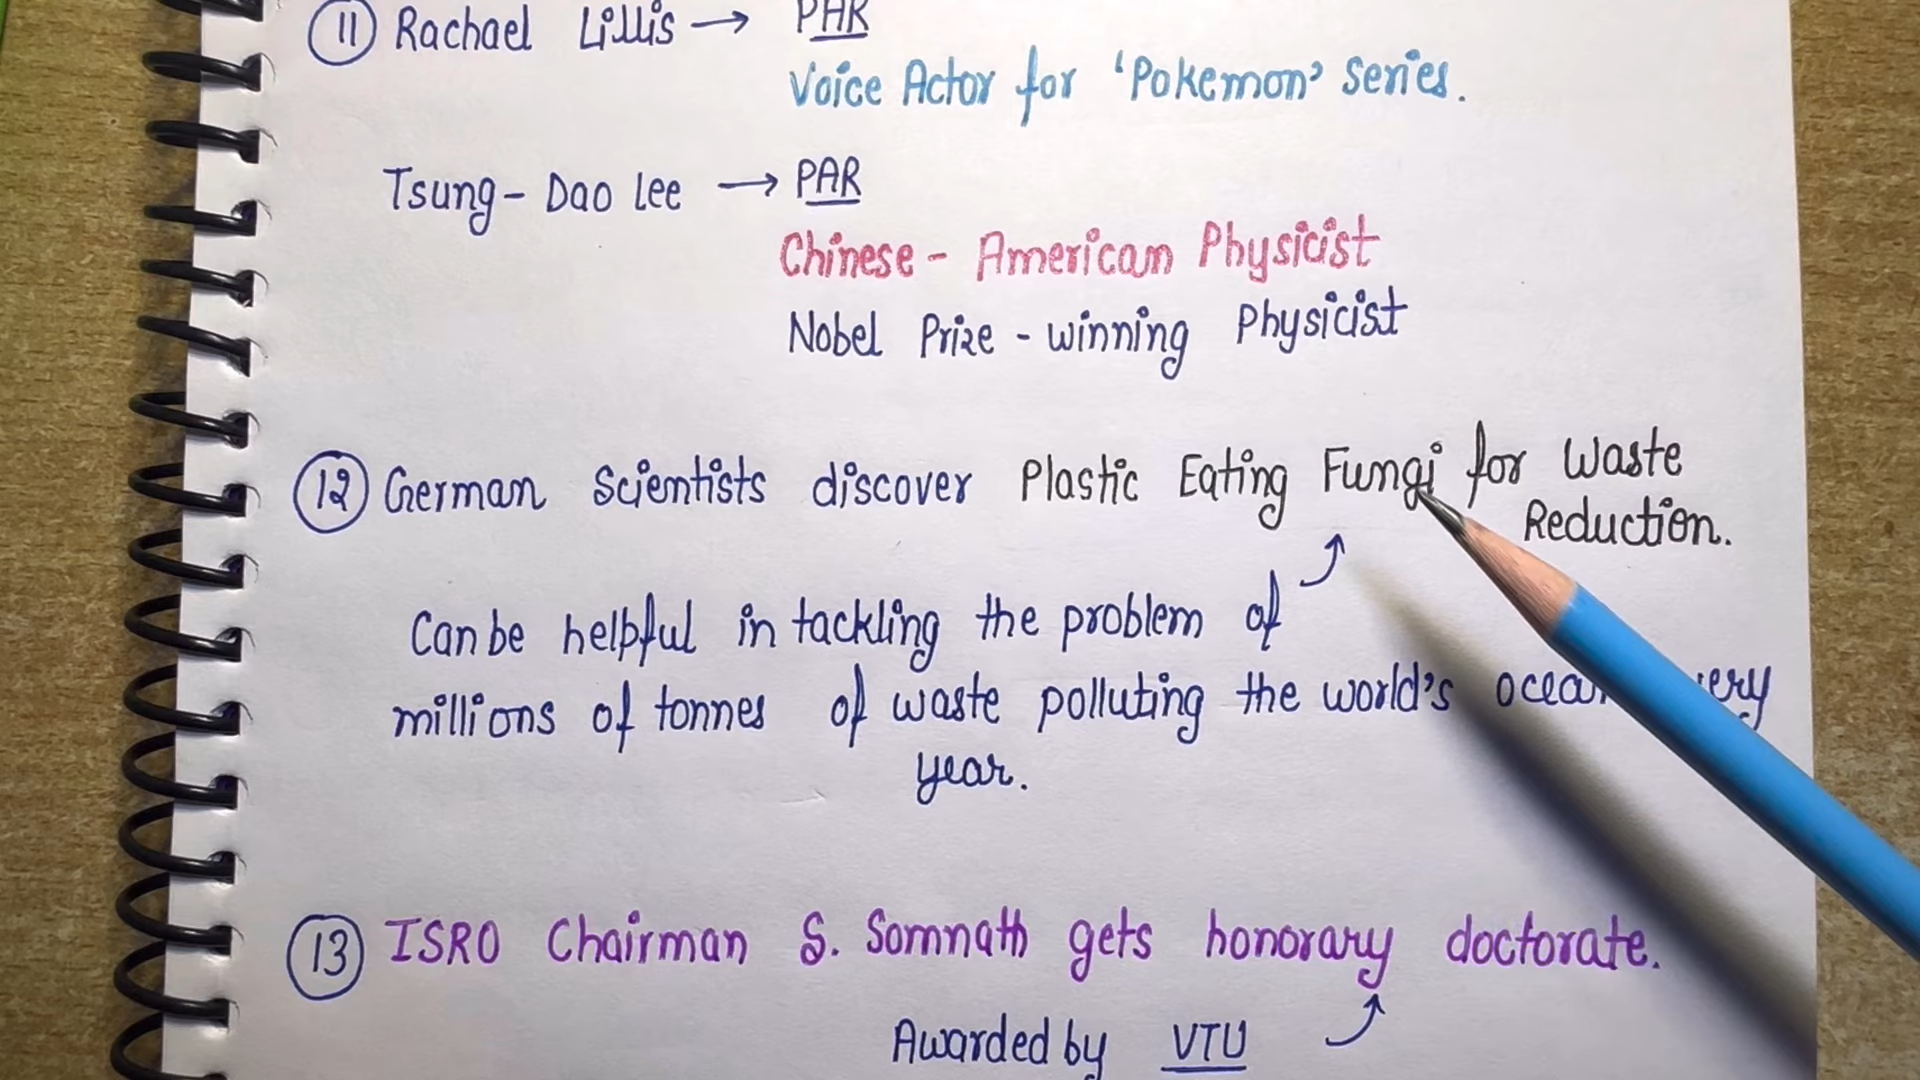 11 Rachael Lillis → PAR
Voice Actor for 'Pokemon' series.
Tsung-Dao Lee → PAR
Chinese - American Physicist
Nobel Prize - winning Physicist
12 German Scientists discover Plastic Eating Fungi for Waste
Reduction.
Can be helpful in tackling the problem of
millions of tonnes of waste polluting the world's
year.
13 ISRO Chairman S. Somnath gets honorary doctorate.
Awarded by VTU